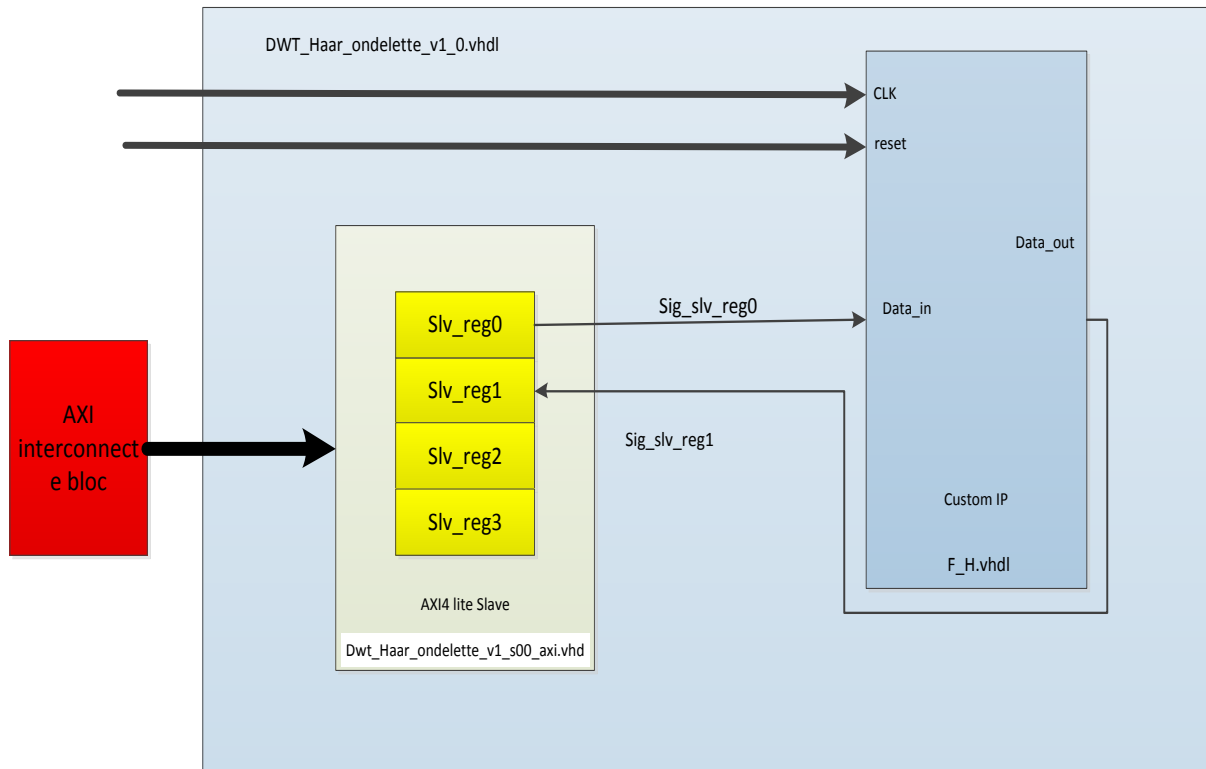 DWT_Haar_ondelette_v1_0.vhdl
CLK
reset
Data_out
Sig_slv_reg0
Data_in
Slv_reg0
Slv_reg1
Slv_reg2
Slv_reg3
Sig_slv_reg1
AXI
interconnect
e bloc
Custom IP
F_H.vhdl
AXI4 lite Slave
Dwt_Haar_ondelette_v1_s00_axi.vhd